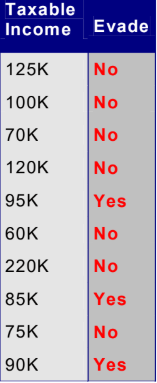 Taxable Income Evade
125K No
100K No
70K No
120K No
95K Yes
60K No
220K No
85K Yes
75K No
90K Yes